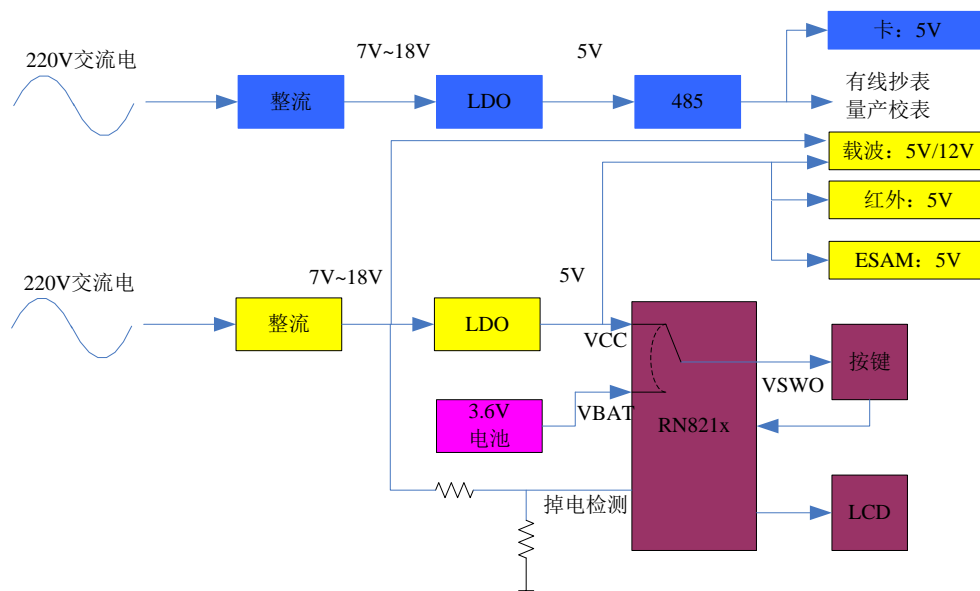 220V交流电
整流
7V~18V
LDO
5V
485
卡：5V
有线抄表
量产校表
载波：5V/12V
红外：5V
ESAM：5V
220V交流电
整流
7V~18V
LDO
5V
VCC
3.6V
电池
VBAT
RN821x
VSWO
按键
掉电检测
LCD